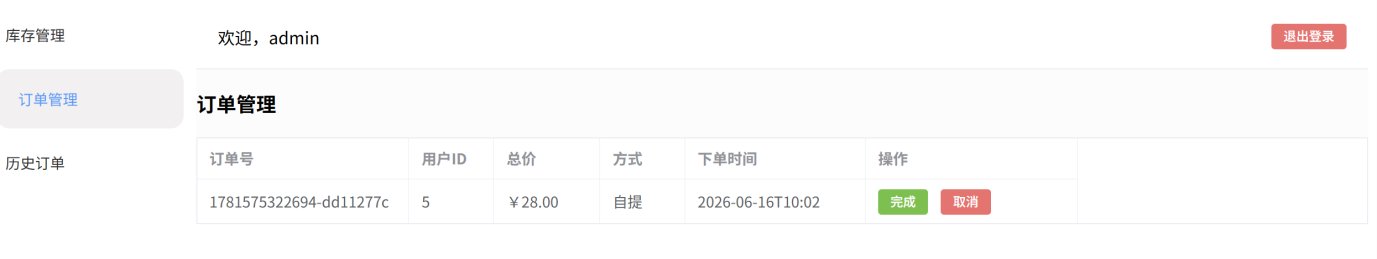 库存管理
欢迎，admin
退出登录
订单管理
订单管理
历史订单
订单号 用户ID 总价 方式 下单时间 操作
1781575322694-dd11277c 5 ￥28.00 自提 2026-06-16T10:02 完成 取消